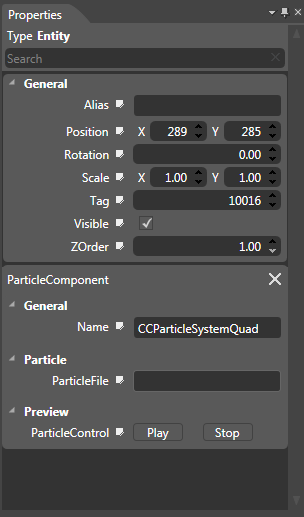 Properties
Type Entity
Search
General
Alias
Position X 289 Y 285
Rotation 0.00
Scale X 1.00 Y 1.00
Tag 10016
Visible
ZOrder 1.00
ParticleComponent
General
Name CCParticleSystemQuad
Particle
ParticleFile
Preview
ParticleControl Play Stop